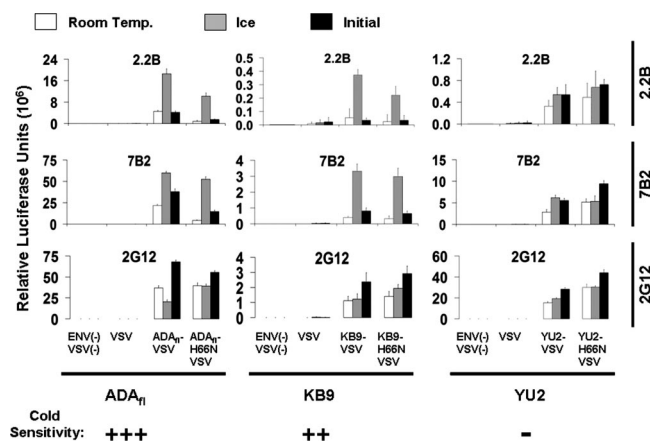 Room Temp. Ice Initial
Relative Luciferase Units (10⁶)
2.2B 2.2B 2.2B
24 0.5 1.2
18 0.4 0.8
12 0.3
6 0.2 0.4
0.1
0 0.0 0.0
2.2B
7B2 7B2 7B2
75 4 15
50 3 10
25 2 5
1
0 0 0
7B2
2G12 2G12 2G12
75 4 60
50 3 40
25 2 20
1
0 0 0
2G12
ENV(-) VSV(-) VSV ADAfl-VSV ADAfl-H66N VSV
ENV(-) VSV(-) VSV KB9-VSV KB9-H66N VSV
ENV(-) VSV(-) VSV YU2-VSV YU2-H66N VSV
ADAfl KB9 YU2
Cold
Sensitivity: +++ ++ -